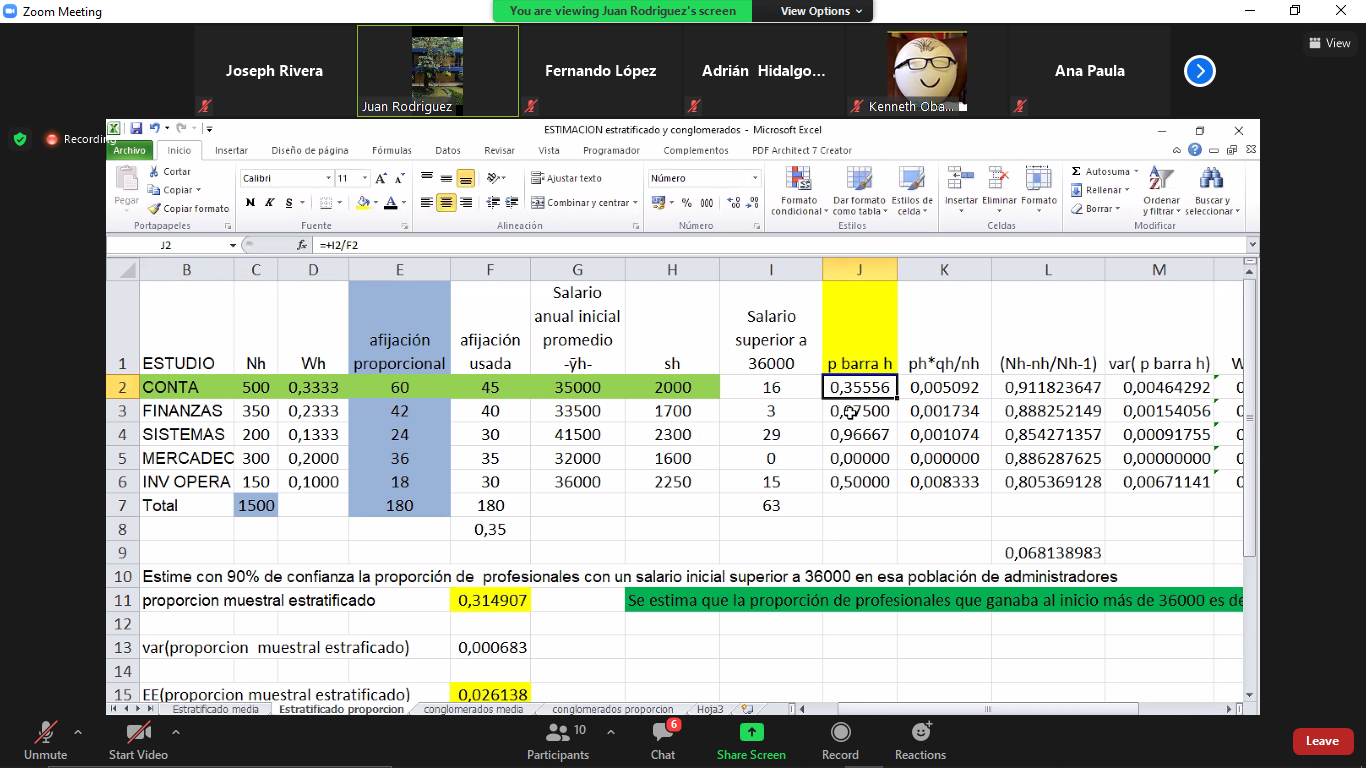 Zoom Meeting
You are viewing Juan Rodriguez's screen
View Options
View
Joseph Rivera
Juan Rodriguez
Fernando López
Adrián Hidalgo...
Kenneth Oba...
Ana Paula
Recording
ESTIMACION estratificado y conglomerados - Microsoft Excel
Archivo Inicio Insertar Diseño de página Fórmulas Datos Revisar Vista Programador Complementos PDF Architect 7 Creator
Pegar
Cortar
Copiar
Copiar formato
Portapapeles
Calibri 11
N K S
Fuente
Ajustar texto
Combinar y centrar
Alineación
Número
% 000
Número
Formato condicional
Dar formato como tabla
Estilos de celda
Estilos
Insertar Eliminar Formato
Celdas
Σ Autosuma
Rellenar
Borrar
Ordenar y filtrar
Buscar y seleccionar
Modificar
J2 fx =+I2/F2
B C D E F G H I J K L M
1 ESTUDIO Nh Wh afijación proporcional afijación usada Salario anual inicial promedio -ȳh- sh Salario superior a 36000 p barra h ph*qh/nh (Nh-nh/Nh-1) var( p barra h) W
2 CONTA 500 0,3333 60 45 35000 2000 16 0,35556 0,005092 0,911823647 0,00464292 0
3 FINANZAS 350 0,2333 42 40 33500 1700 3 0,07500 0,001734 0,888252149 0,00154056 0
4 SISTEMAS 200 0,1333 24 30 41500 2300 29 0,96667 0,001074 0,854271357 0,00091755 0
5 MERCADEC 300 0,2000 36 35 32000 1600 0 0,00000 0,000000 0,886287625 0,00000000 0
6 INV OPERA 150 0,1000 18 30 36000 2250 15 0,50000 0,008333 0,805369128 0,00671141 0
7 Total 1500 180 180 63
8 0,35
9 0,068138983
10 Estime con 90% de confianza la proporción de profesionales con un salario inicial superior a 36000 en esa población de administradores
11 proporcion muestral estratificado 0,314907 Se estima que la proporción de profesionales que ganaba al inicio más de 36000 es de
12
13 var(proporcion muestral estraficado) 0,000683
14
15 EE(proporcion muestral estratificado) 0,026138
Estratificado media Estratificado proporcion conglomerados media conglomerados proporcion Hoja3
Unmute
Start Video
Participants 10
Chat 6
Share Screen
Record
Reactions
Leave